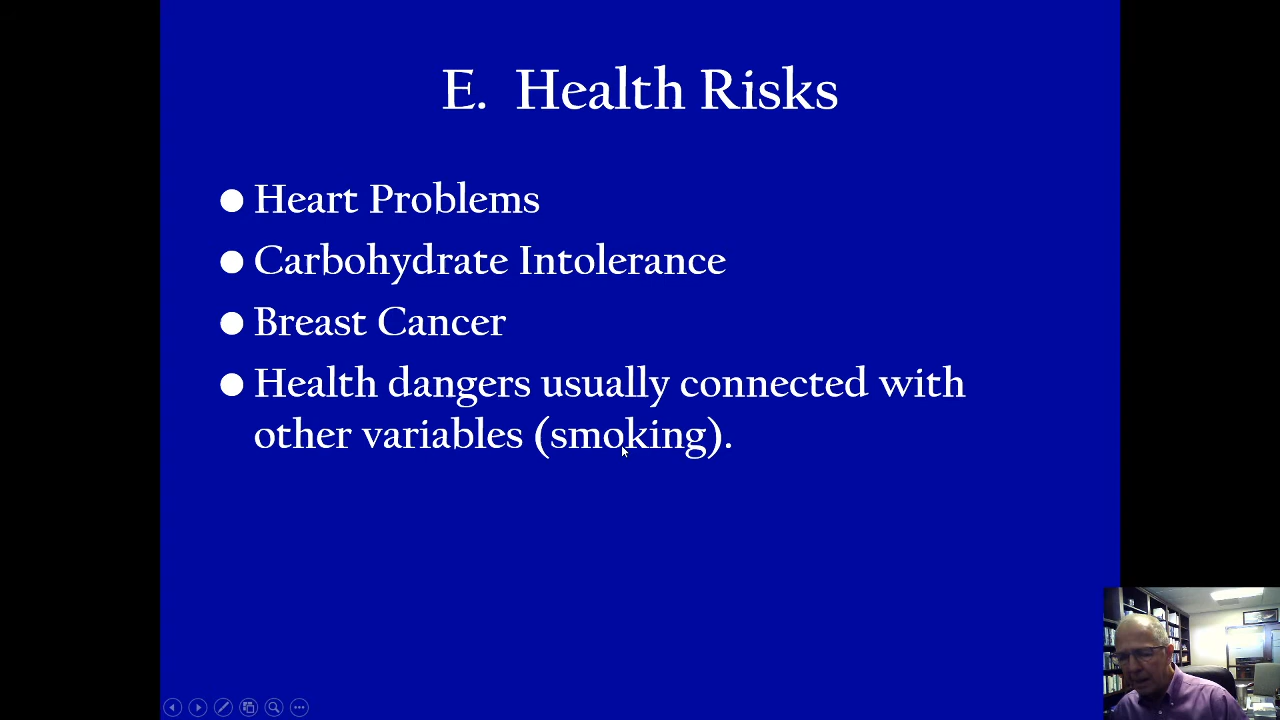 E. Health Risks
● Heart Problems
● Carbohydrate Intolerance
● Breast Cancer
● Health dangers usually connected with
other variables (smoking).